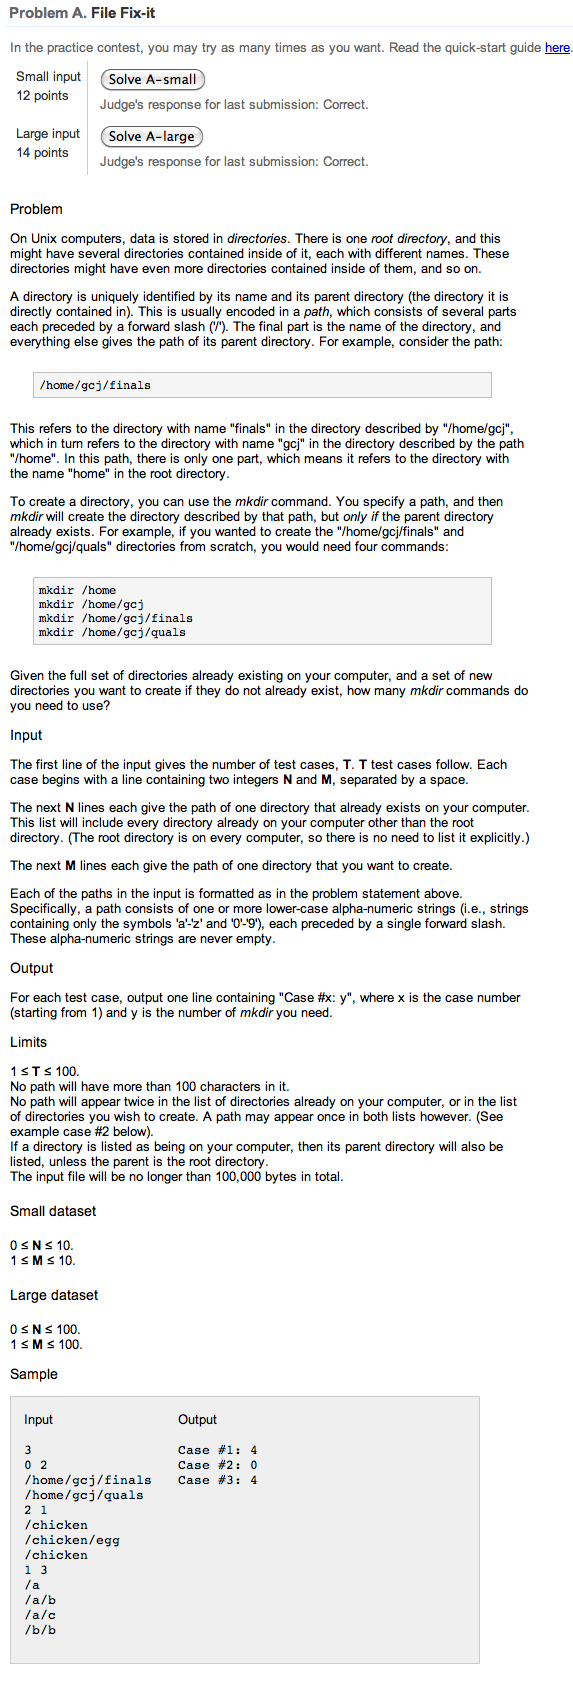 Problem A. File Fix-it
In the practice contest, you may try as many times as you want. Read the quick-start guide here.
Small input
12 points
Solve A-small
Judge's response for last submission: Correct.
Large input
14 points
Solve A-large
Judge's response for last submission: Correct.
Problem
On Unix computers, data is stored in directories. There is one root directory, and this
might have several directories contained inside of it, each with different names. These
directories might have even more directories contained inside of them, and so on.
A directory is uniquely identified by its name and its parent directory (the directory it is
directly contained in). This is usually encoded in a path, which consists of several parts
each preceded by a forward slash ('/'). The final part is the name of the directory, and
everything else gives the path of its parent directory. For example, consider the path:
/home/gcj/finals
This refers to the directory with name "finals" in the directory described by "/home/gcj",
which in turn refers to the directory with name "gcj" in the directory described by the path
"/home". In this path, there is only one part, which means it refers to the directory with
the name "home" in the root directory.
To create a directory, you can use the mkdir command. You specify a path, and then
mkdir will create the directory described by that path, but only if the parent directory
already exists. For example, if you wanted to create the "/home/gcj/finals" and
"/home/gcj/quals" directories from scratch, you would need four commands:
mkdir /home
mkdir /home/gcj
mkdir /home/gcj/finals
mkdir /home/gcj/quals
Given the full set of directories already existing on your computer, and a set of new
directories you want to create if they do not already exist, how many mkdir commands do
you need to use?
Input
The first line of the input gives the number of test cases, T. T test cases follow. Each
case begins with a line containing two integers N and M, separated by a space.
The next N lines each give the path of one directory that already exists on your computer.
This list will include every directory already on your computer other than the root
directory. (The root directory is on every computer, so there is no need to list it explicitly.)
The next M lines each give the path of one directory that you want to create.
Each of the paths in the input is formatted as in the problem statement above.
Specifically, a path consists of one or more lower-case alpha-numeric strings (i.e., strings
containing only the symbols 'a'-'z' and '0'-'9'), each preceded by a single forward slash.
These alpha-numeric strings are never empty.
Output
For each test case, output one line containing "Case #x: y", where x is the case number
(starting from 1) and y is the number of mkdir you need.
Limits
1 ≤ T ≤ 100.
No path will have more than 100 characters in it.
No path will appear twice in the list of directories already on your computer, or in the list
of directories you wish to create. A path may appear once in both lists however. (See
example case #2 below).
If a directory is listed as being on your computer, then its parent directory will also be
listed, unless the parent is the root directory.
The input file will be no longer than 100,000 bytes in total.
Small dataset
0 ≤ N ≤ 10.
1 ≤ M ≤ 10.
Large dataset
0 ≤ N ≤ 100.
1 ≤ M ≤ 100.
Sample
Input Output
3 Case #1: 4
0 2 Case #2: 0
/home/gcj/finals Case #3: 4
/home/gcj/quals
2 1
/chicken
/chicken/egg
/chicken
1 3
/a
/a/b
/a/c
/b/b